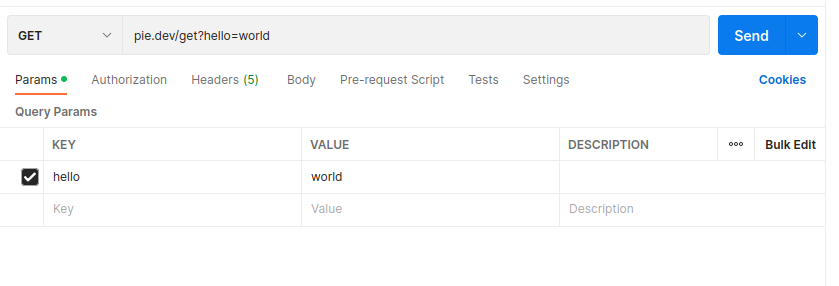 GET pie.dev/get?hello=world Send
Params Authorization Headers (5) Body Pre-request Script Tests Settings Cookies
Query Params
KEY VALUE DESCRIPTION ooo Bulk Edit
hello world
Key Value Description